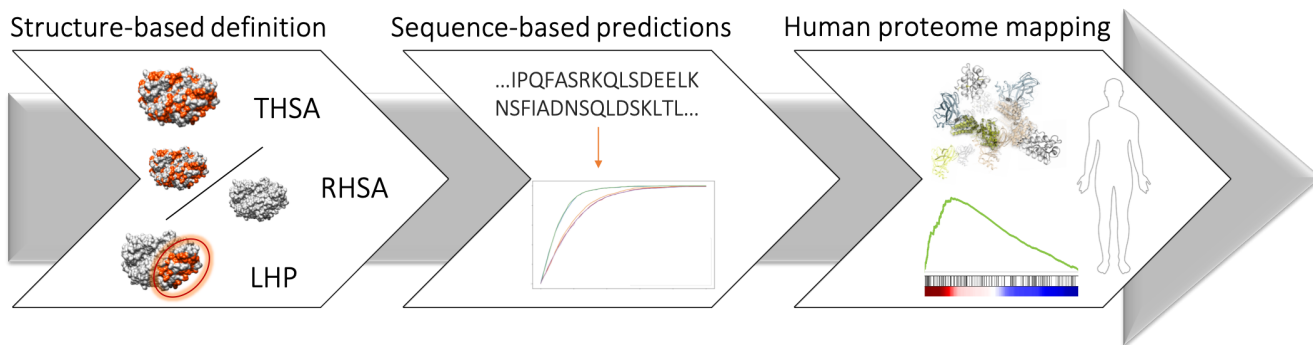 Structure-based definition
THSA
RHSA
LHP
Sequence-based predictions
...IPQFASRKQLSDEELK
NSFIADNSQLDSKLTL...
Human proteome mapping